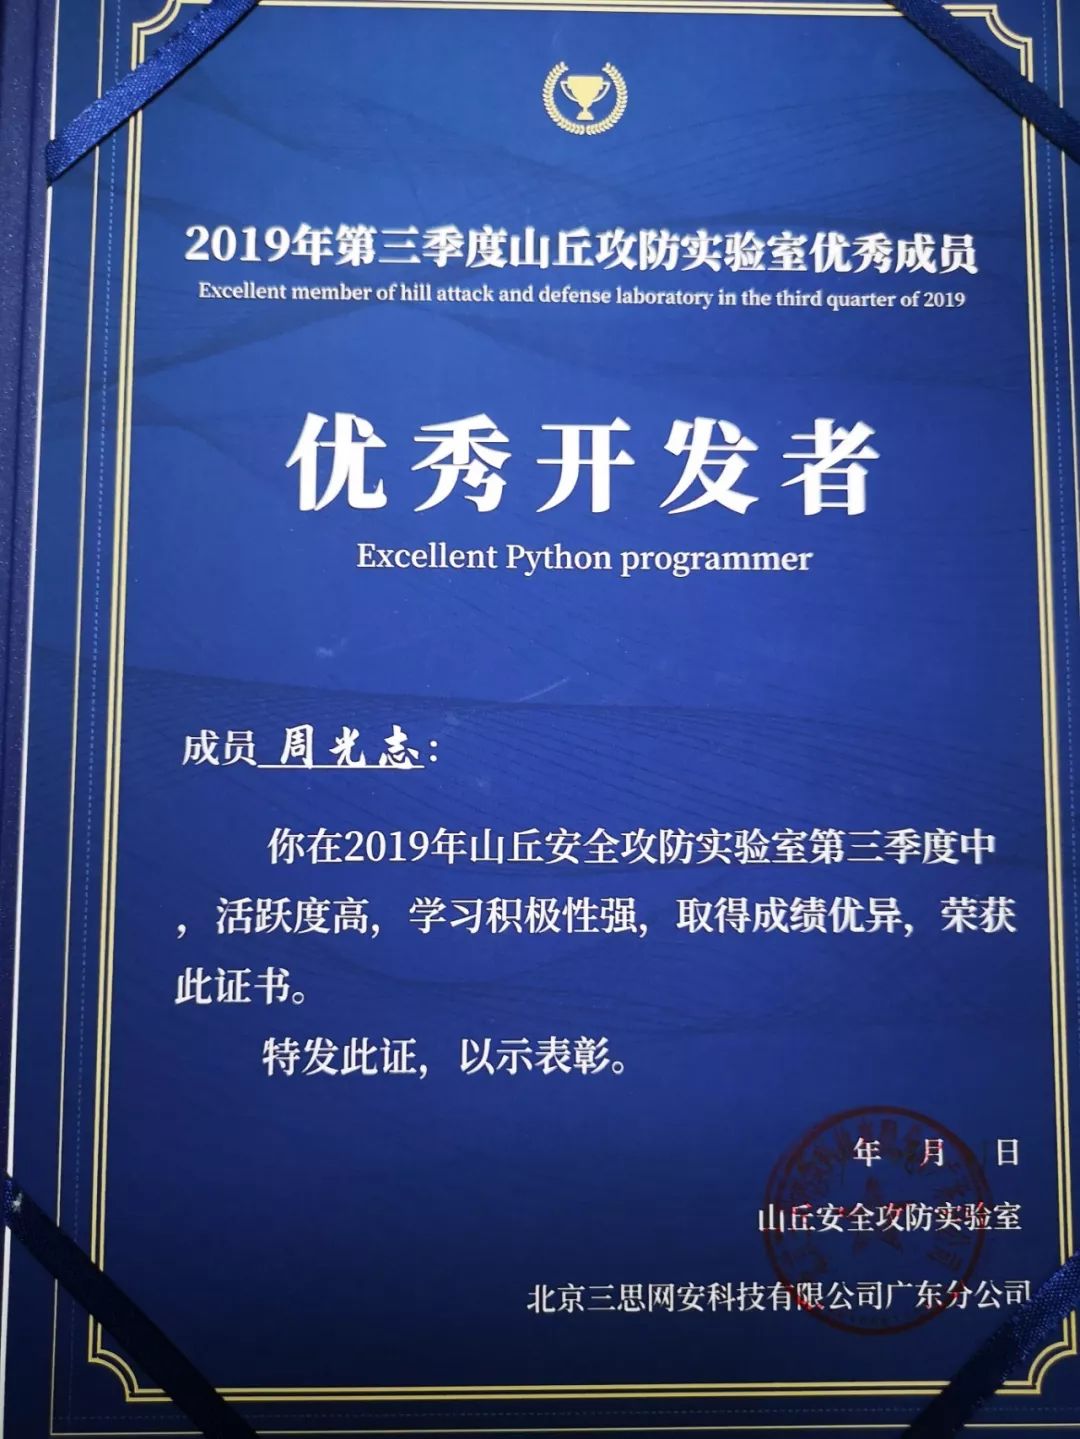 2019年第三季度山丘攻防实验室优秀成员
Excellent member of hill attack and defense laboratory in the third quarter of 2019
优秀开发者
Excellent Python programmer
成员 周光志：
你在2019年山丘安全攻防实验室第三季度中
，活跃度高，学习积极性强，取得成绩优异，荣获
此证书。
特发此证，以示表彰。
年 月 日
山丘安全攻防实验室
北京三思网安科技有限公司广东分公司